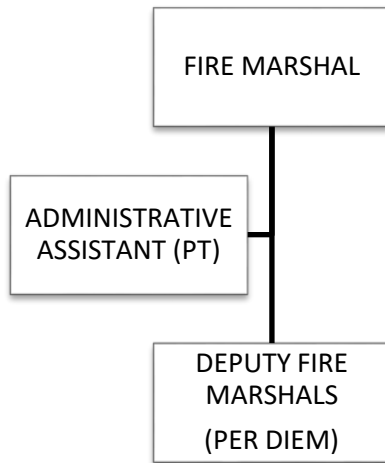 FIRE MARSHAL
ADMINISTRATIVE
ASSISTANT (PT)
DEPUTY FIRE
MARSHALS
(PER DIEM)